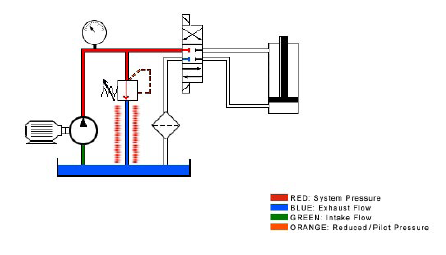 RED: System Pressure
BLUE: Exhaust Flow
GREEN: Intake Flow
ORANGE: Reduced/Pilot Pressure